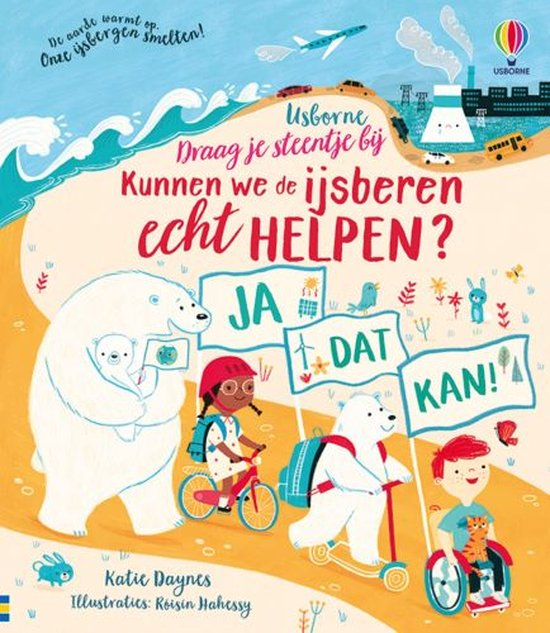 De aarde warmt op.
Onze ijsbergen smelten!
USBORNE
Usborne
Draag je steentje bij
Kunnen we de ijsberen
echt HELPEN?
JA
DAT
KAN!
Katie Daynes
Illustraties: Róisín Hahessy